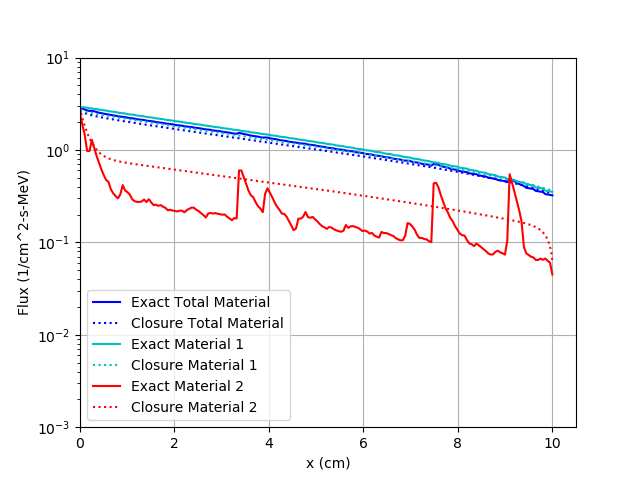 10^1
10^0
10^−1
10^−2
10^−3
Flux (1/cm^2-s-MeV)
Exact Total Material
Closure Total Material
Exact Material 1
Closure Material 1
Exact Material 2
Closure Material 2
0 2 4 6 8 10
x (cm)